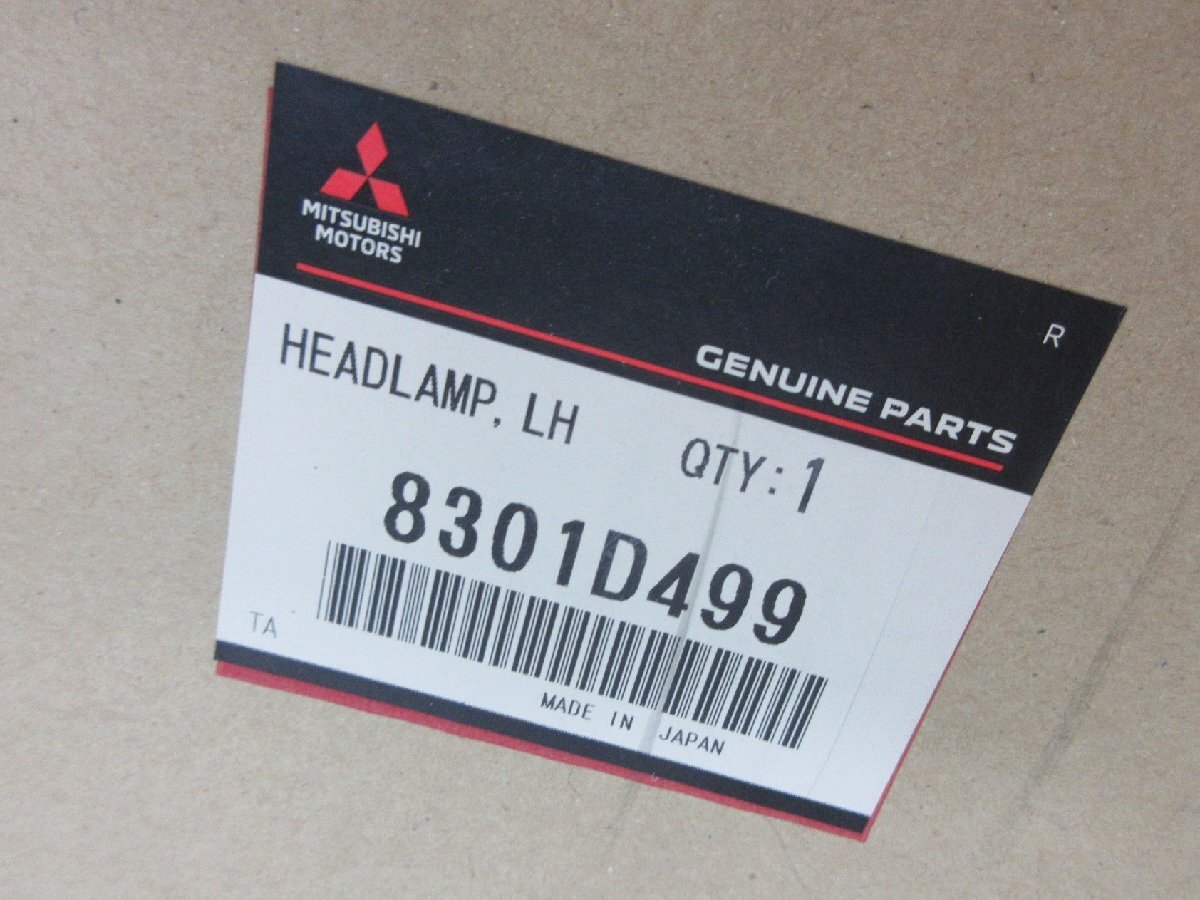 MITSUBISHI
MOTORS
R
GENUINE PARTS
HEADLAMP, LH
QTY: 1
8301D499
TA
MADE IN JAPAN